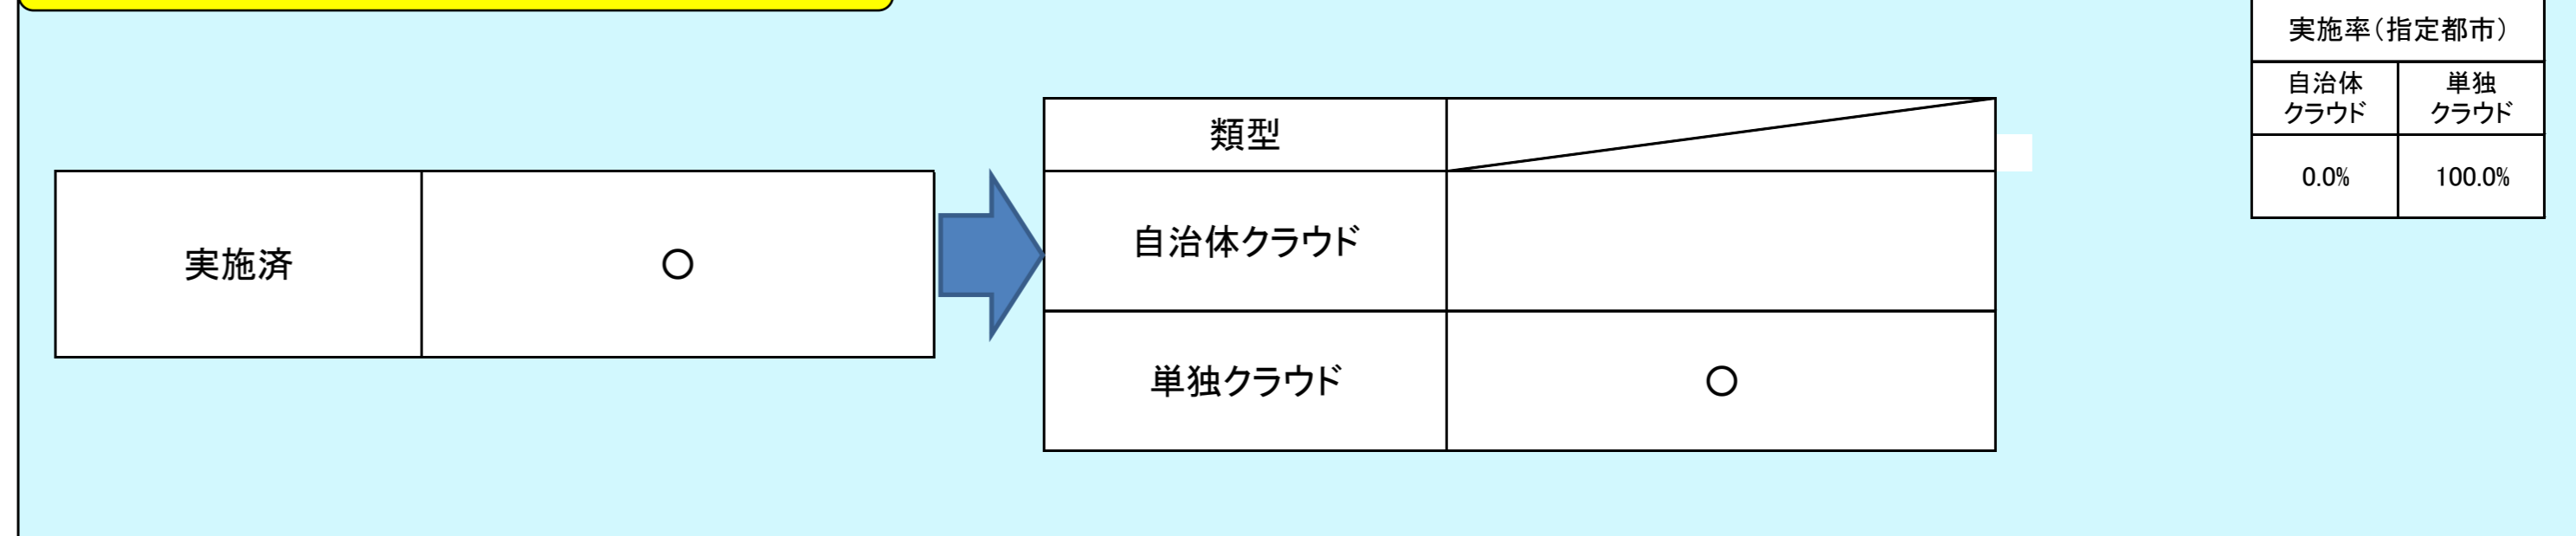 実施率(指定都市)
自治体
クラウド
単独
クラウド
0.0%
100.0%
類型
実施済
○
自治体クラウド
単独クラウド
○